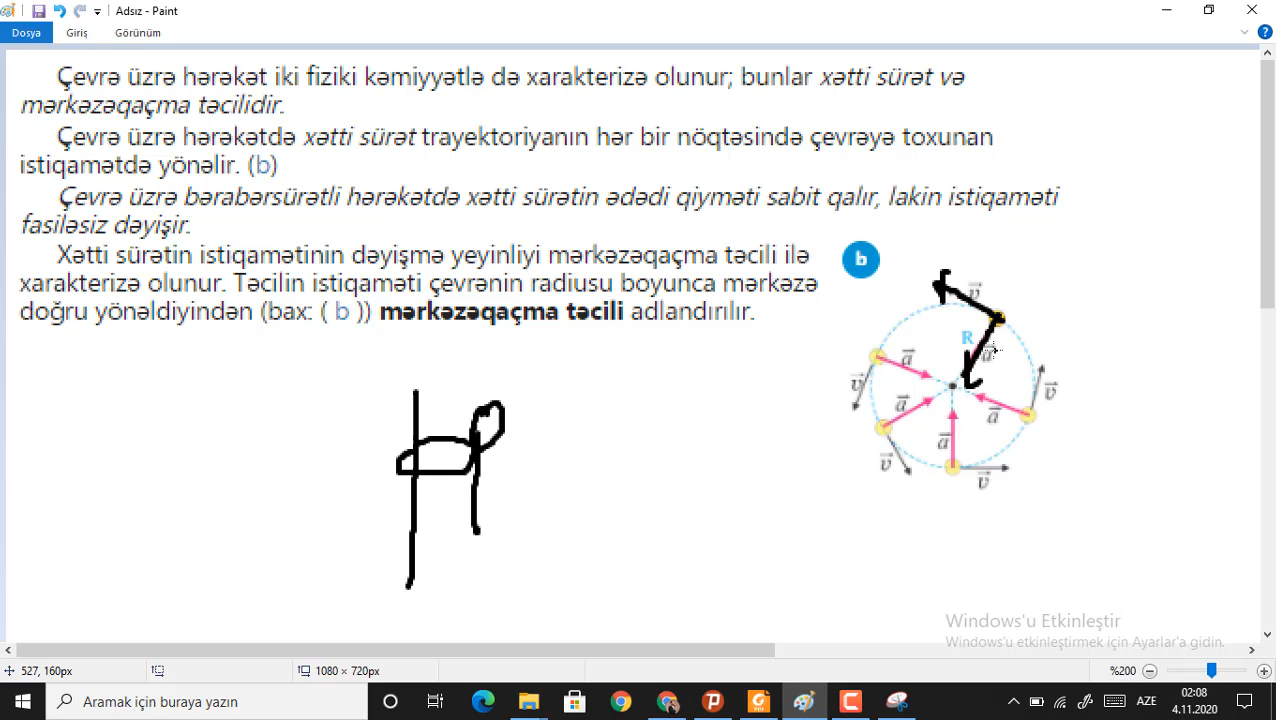 Adsız - Paint
Dosya Giriş Görünüm
Çevrə üzrə hərəkət iki fiziki kəmiyyətlə də xarakterizə olunur; bunlar xətti sürət və
mərkəzəqaçma təcilidir.
Çevrə üzrə hərəkətdə xətti sürət trayektoriyanın hər bir nöqtəsində çevrəyə toxunan
istiqamətdə yönəlir. (b)
Çevrə üzrə bərabərsürətli hərəkətdə xətti sürətin ədədi qiyməti sabit qalır, lakin istiqaməti
fasiləsiz dəyişir.
Xətti sürətin istiqamətinin dəyişmə yeyinliyi mərkəzəqaçma təcili ilə
xarakterizə olunur. Təcilin istiqaməti çevrənin radiusu boyunca mərkəzə
doğru yönəldiyindən (bax: ( b )) mərkəzəqaçma təcili adlandırılır.
b
v⃗
R
a⃗
a⃗
v⃗
v⃗
a⃗
a⃗
a⃗
v⃗
v⃗
Windows'u Etkinleştir
Windows'u etkinleştirmek için Ayarlar'a gidin.
527, 160px
1080 × 720px
%200
Aramak için buraya yazın
AZE
02:08
4.11.2020